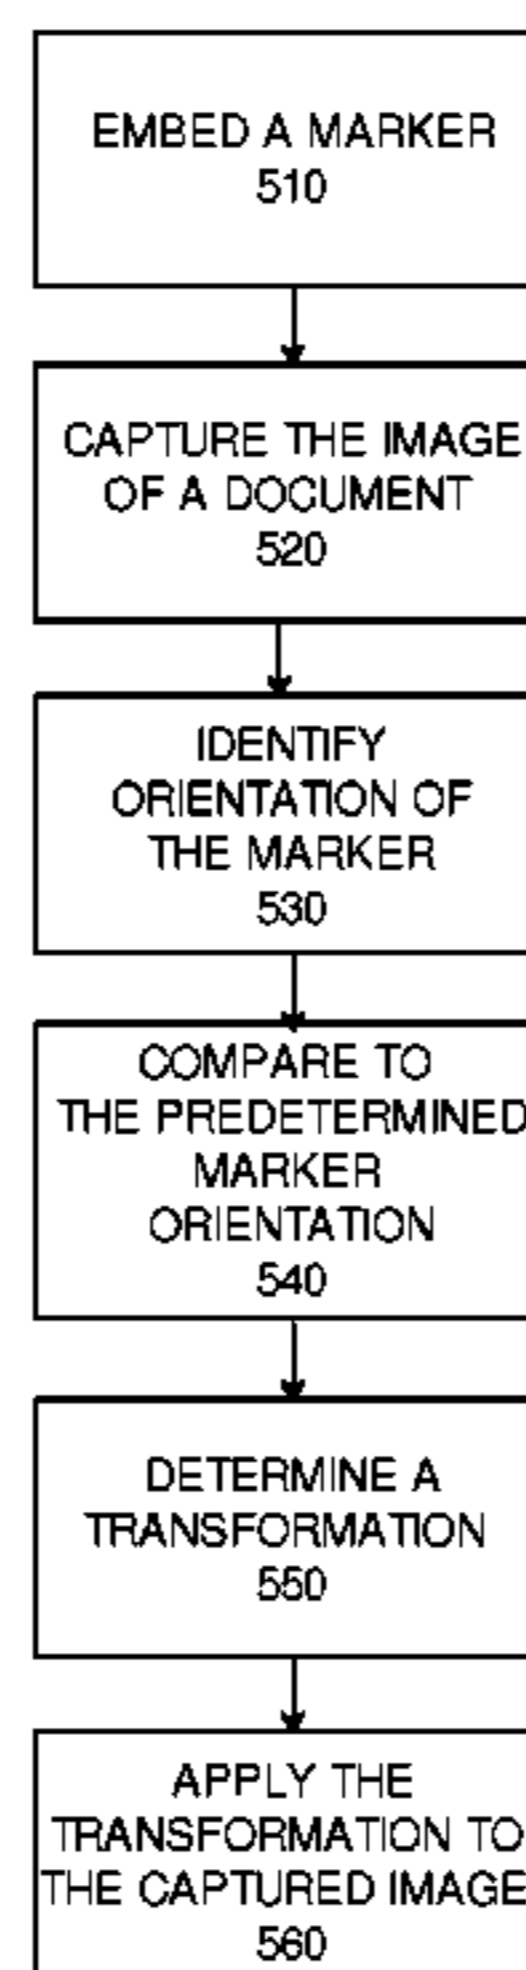 EMBED A MARKER
510
CAPTURE THE IMAGE
OF A DOCUMENT
520
IDENTIFY
ORIENTATION OF
THE MARKER
530
COMPARE TO
THE PREDETERMINED
MARKER
ORIENTATION
540
DETERMINE A
TRANSFORMATION
550
APPLY THE
TRANSFORMATION TO
THE CAPTURED IMAGE
560